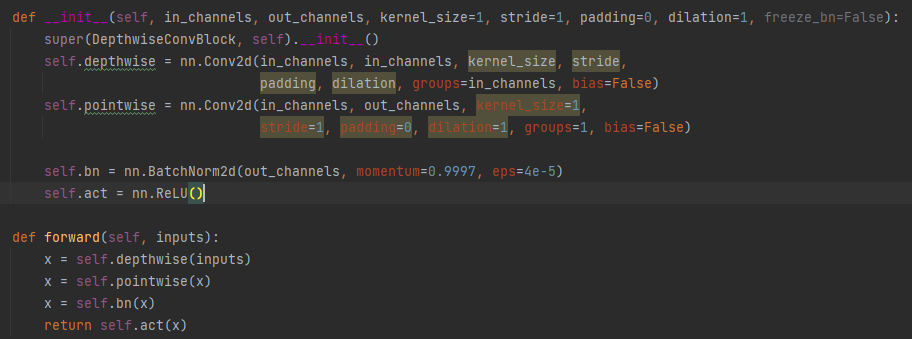 def __init__(self, in_channels, out_channels, kernel_size=1, stride=1, padding=0, dilation=1, freeze_bn=False):
    super(DepthwiseConvBlock, self).__init__()
    self.depthwise = nn.Conv2d(in_channels, in_channels, kernel_size, stride,
                               padding, dilation, groups=in_channels, bias=False)
    self.pointwise = nn.Conv2d(in_channels, out_channels, kernel_size=1,
                               stride=1, padding=0, dilation=1, groups=1, bias=False)
    self.bn = nn.BatchNorm2d(out_channels, momentum=0.9997, eps=4e-5)
    self.act = nn.ReLU()
def forward(self, inputs):
    x = self.depthwise(inputs)
    x = self.pointwise(x)
    x = self.bn(x)
    return self.act(x)